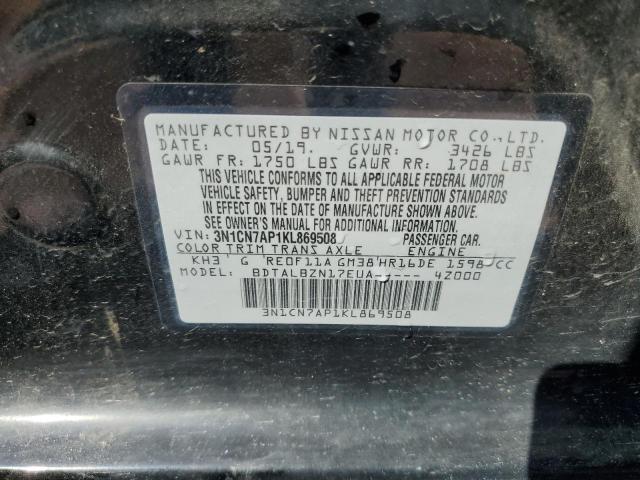 MANUFACTURED BY NISSAN MOTOR CO., LTD.
DATE: 05/19. GVWR: 3426 LBS
GAWR FR: 1750 LBS GAWR RR: 1708 LBS
THIS VEHICLE CONFORMS TO ALL APPLICABLE FEDERAL MOTOR
VEHICLE SAFETY, BUMPER AND THEFT PREVENTION STANDARDS
IN EFFECT ON THE DATE OF MANUFACTURE SHOWN ABOVE.
SEE OWNER'S MANUAL FOR ADDITIONAL INFORMATION.
VIN: 3N1CN7AP1KL869508 PASSENGER CAR.
COLOR TRIM TRANS AXLE ENGINE
KH3 G RE0F11A GM38 HR16DE 1598 CC
MODEL: BDTALBZN17EUA----- 4Z000
3N1CN7AP1KL869508